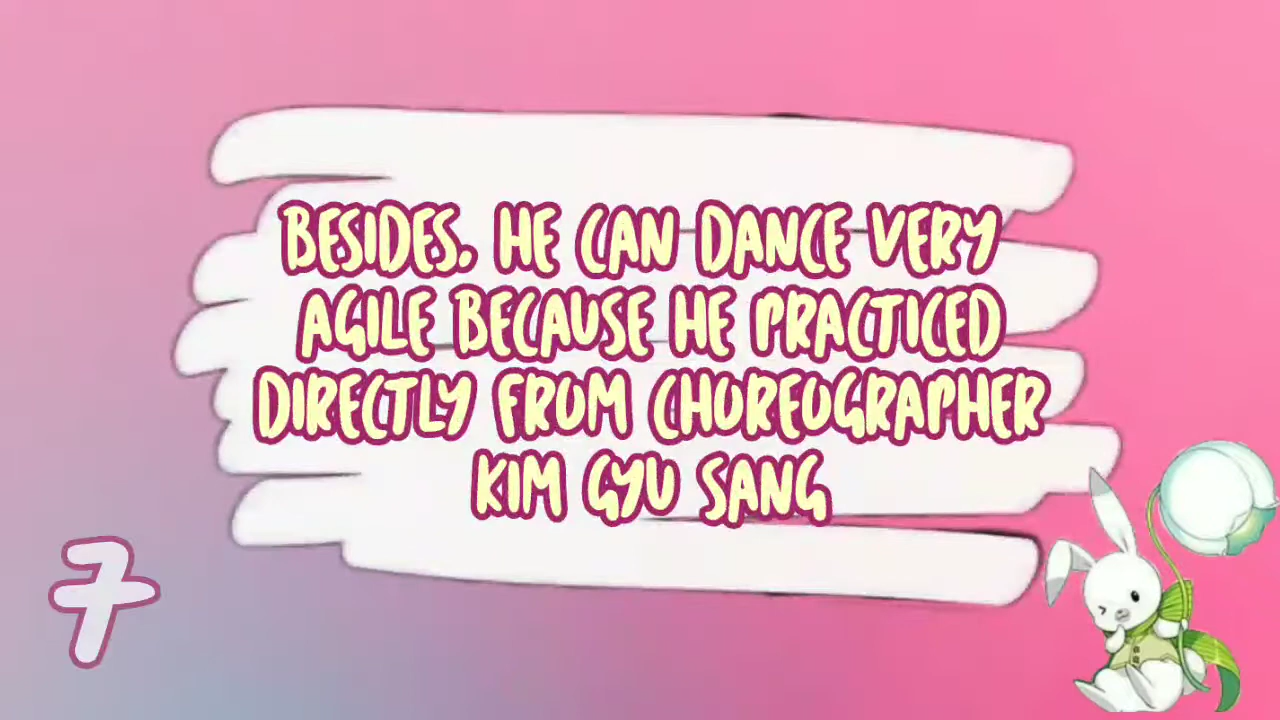 BESIDES, HE CAN DANCE VERY
AGILE BECAUSE HE PRACTICED
DIRECTLY FROM CHOREOGRAPHER
KIM GYU SANG
7